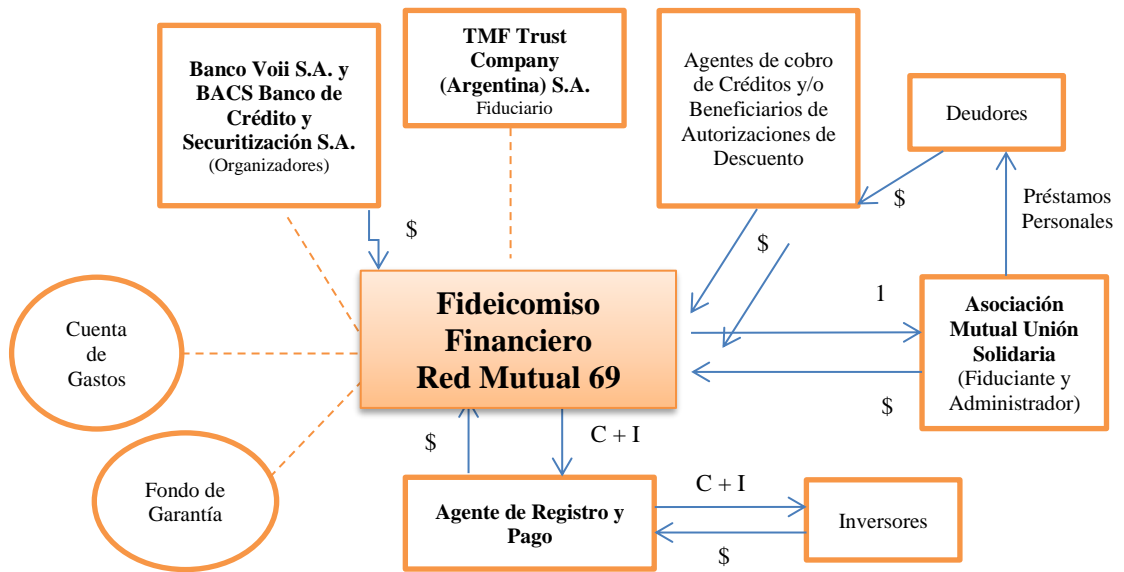 Banco Voii S.A. y
BACS Banco de
Crédito y
Securitización S.A.
(Organizadores)
TMF Trust
Company
(Argentina) S.A.
Fiduciario
Agentes de cobro
de Créditos y/o
Beneficiarios de
Autorizaciones de
Descuento
Deudores
$
$
$
Préstamos
Personales
Cuenta
de
Gastos
Fideicomiso
Financiero
Red Mutual 69
1
$
Asociación
Mutual Unión
Solidaria
(Fiduciante y
Administrador)
Fondo de
Garantía
$
C + I
Agente de Registro y
Pago
C + I
$
Inversores